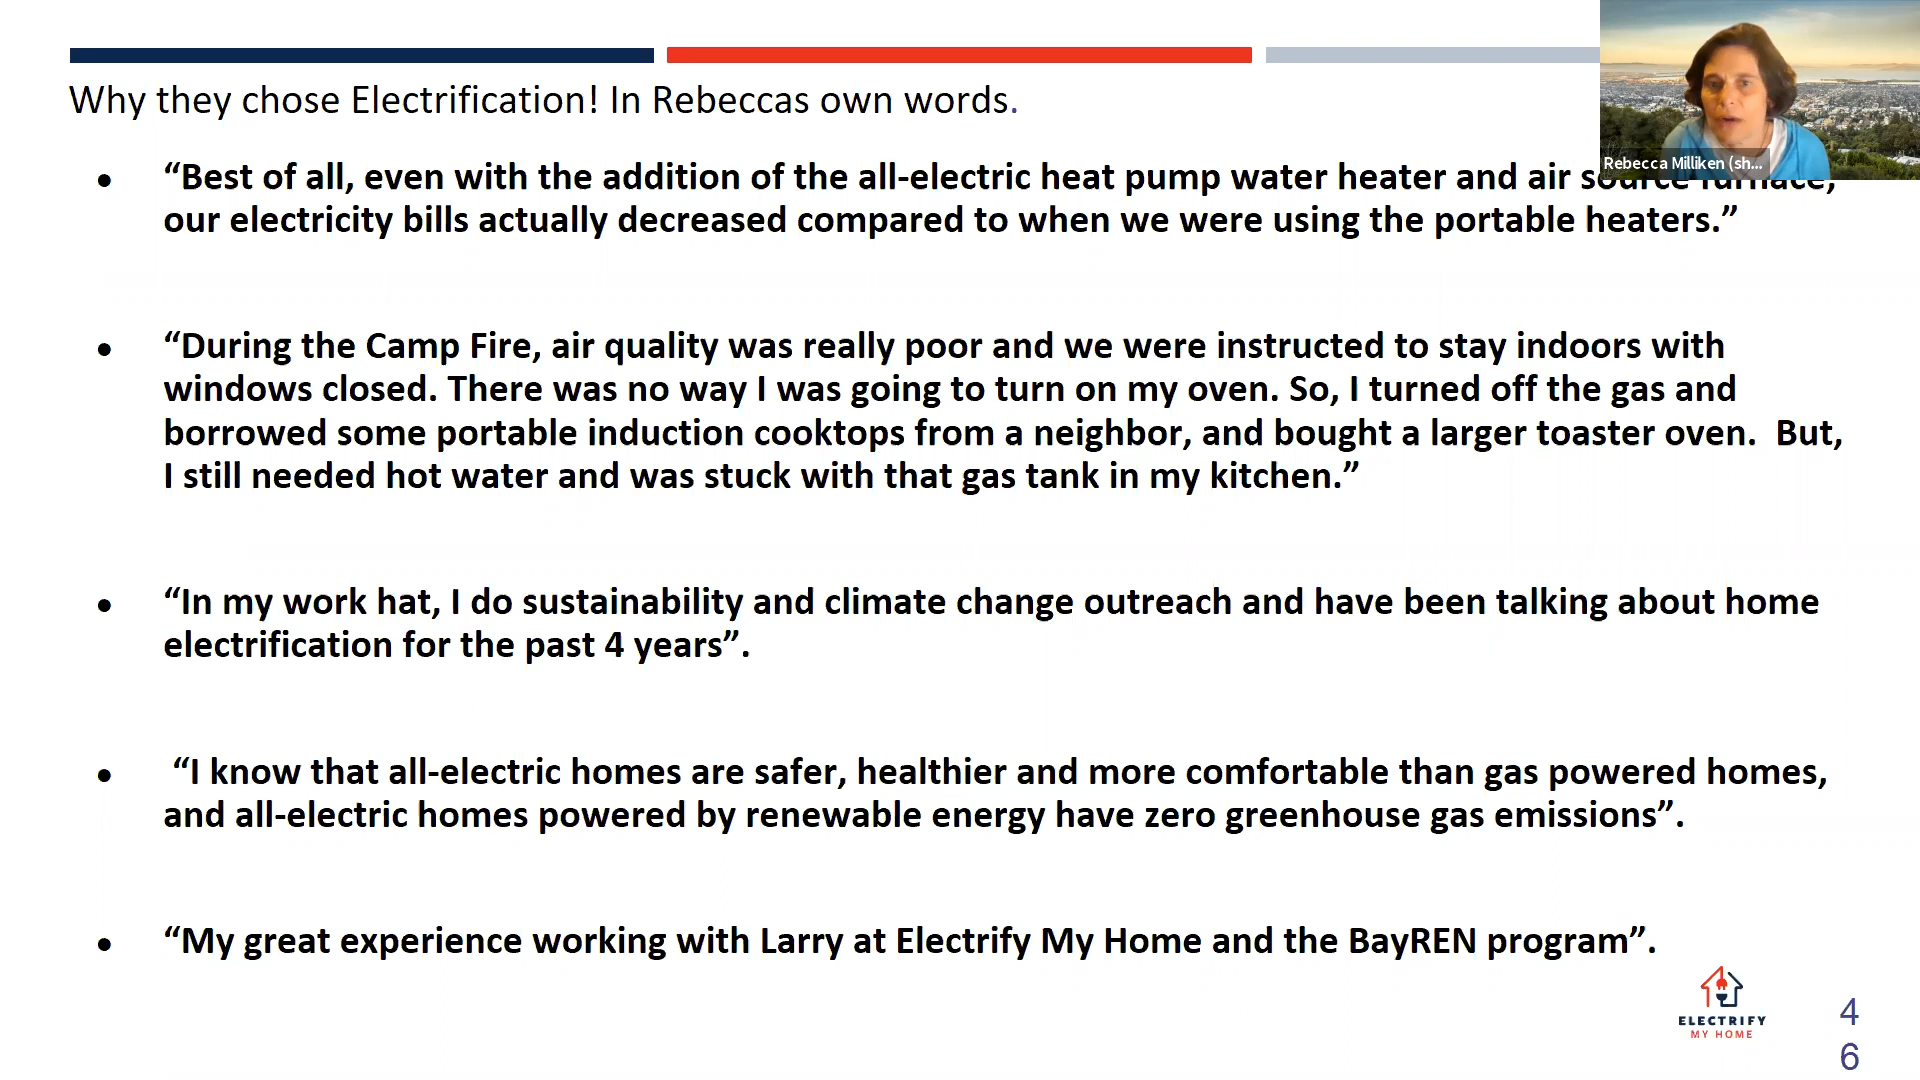 Why they chose Electrification! In Rebeccas own words.
Rebecca Milliken (sh...
• “Best of all, even with the addition of the all-electric heat pump water heater and air source furnace,
our electricity bills actually decreased compared to when we were using the portable heaters.”
• “During the Camp Fire, air quality was really poor and we were instructed to stay indoors with
windows closed. There was no way I was going to turn on my oven. So, I turned off the gas and
borrowed some portable induction cooktops from a neighbor, and bought a larger toaster oven.  But,
I still needed hot water and was stuck with that gas tank in my kitchen.”
• “In my work hat, I do sustainability and climate change outreach and have been talking about home
electrification for the past 4 years”.
• “I know that all-electric homes are safer, healthier and more comfortable than gas powered homes,
and all-electric homes powered by renewable energy have zero greenhouse gas emissions”.
• “My great experience working with Larry at Electrify My Home and the BayREN program”.
ELECTRIFY
MY HOME
4
6